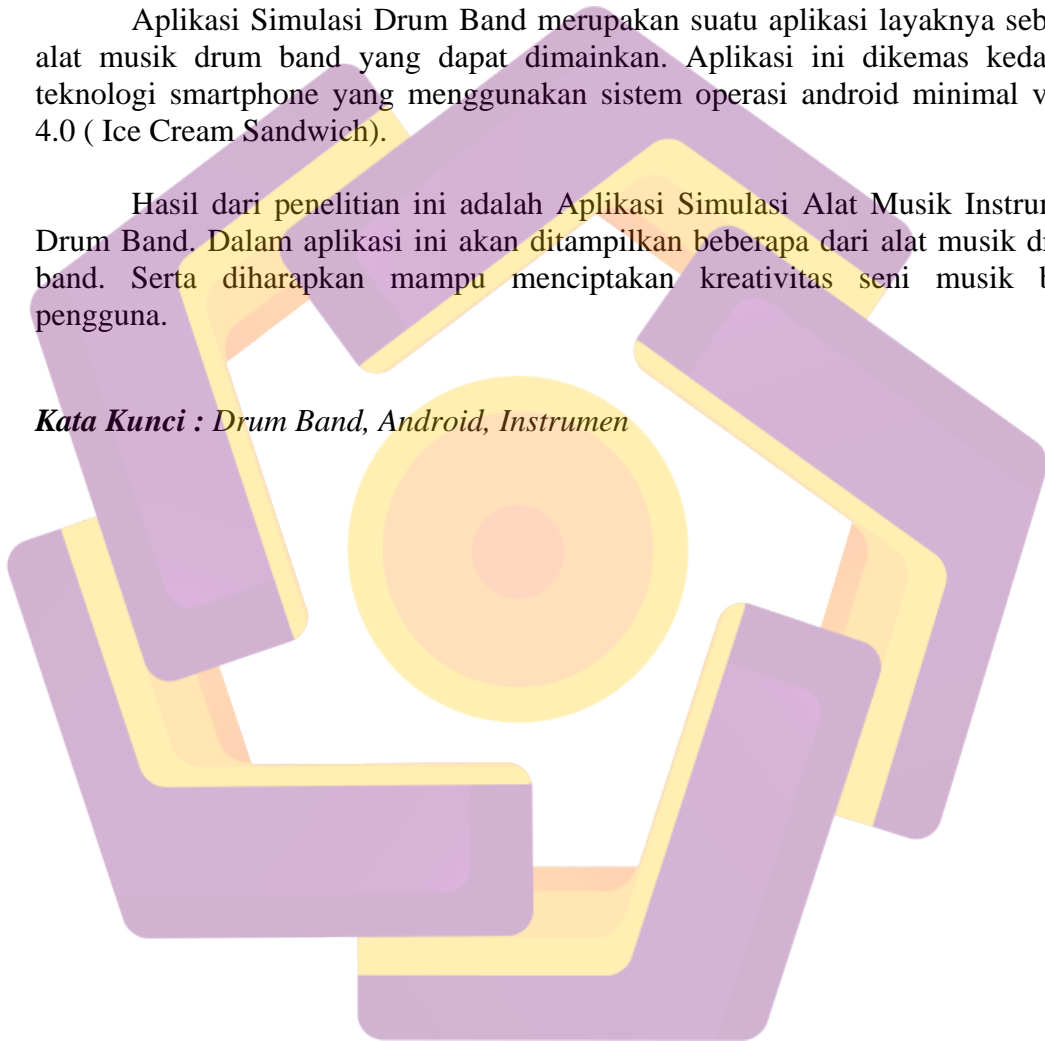 Aplikasi Simulasi Drum Band merupakan suatu aplikasi layaknya seb
alat musik drum band yang dapat dimainkan. Aplikasi ini dikemas keda
teknologi smartphone yang menggunakan sistem operasi android minimal v
4.0 ( Ice Cream Sandwich).
Hasil dari penelitian ini adalah Aplikasi Simulasi Alat Musik Instru
Drum Band. Dalam aplikasi ini akan ditampilkan beberapa dari alat musik d
band. Serta diharapkan mampu menciptakan kreativitas seni musik b
pengguna.
Kata Kunci : Drum Band, Android, Instrumen